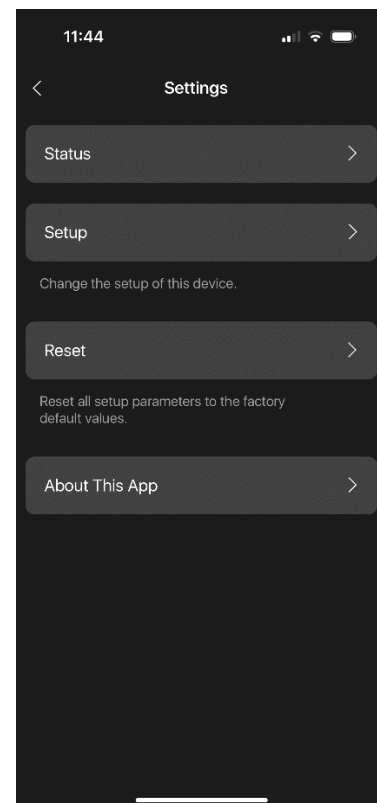 11:44
Settings
Status
Setup
Change the setup of this device.
Reset
Reset all setup parameters to the factory
default values.
About This App